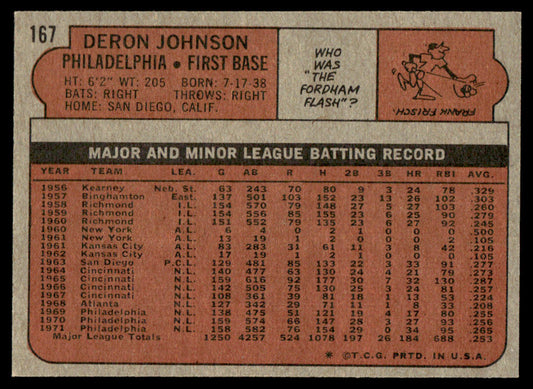 167
DERON JOHNSON
PHILADELPHIA • FIRST BASE
HT: 6'2" WT: 205 BORN: 7-17-38
BATS: RIGHT THROWS: RIGHT
HOME: SAN DIEGO, CALIF.
WHO
WAS
"THE
FORDHAM
FLASH"?
FRANK FRISCH.
MAJOR AND MINOR LEAGUE BATTING RECORD
YEAR TEAM LEA. G AB R H 2B 3B HR RBI AVG.
1956 Kearney Neb. St. 63 243 70 80 9 3 24 78 .329
1957 Binghamton East. 137 501 103 152 23 13 26 102 .303
1958 Richmond I.L. 154 570 79 148 27 5 27 103 .260
1959 Richmond I.L. 154 556 85 155 23 6 25 90 .279
1960 Richmond I.L. 151 552 79 135 21 8 27 92 .245
1960 New York A.L. 6 4 0 2 1 0 0 0 .500
1961 New York A.L. 13 19 1 2 0 0 0 2 .105
1961 Kansas City A.L. 83 283 31 61 11 3 8 42 .216
1962 Kansas City A.L. 17 19 1 2 1 0 0 0 .105
1963 San Diego P.C.L. 129 481 85 133 22 3 33 91 .277
1964 Cincinnati N.L. 140 477 63 130 24 4 21 79 .273
1965 Cincinnati N.L. 159 616 92 177 30 7 32 130 .287
1966 Cincinnati N.L. 142 505 75 130 25 3 24 81 .257
1967 Cincinnati N.L. 108 361 39 81 18 1 13 53 .224
1968 Atlanta N.L. 127 342 29 71 11 1 8 33 .208
1969 Philadelphia N.L. 138 475 51 121 19 4 17 80 .255
1970 Philadelphia N.L. 159 574 66 147 28 3 27 93 .256
1971 Philadelphia N.L. 158 582 74 154 29 0 34 95 .265
Major League Totals 1250 4257 524 1078 197 26 184 688 .253
* ©T.C.G. PRTD. IN U.S.A.